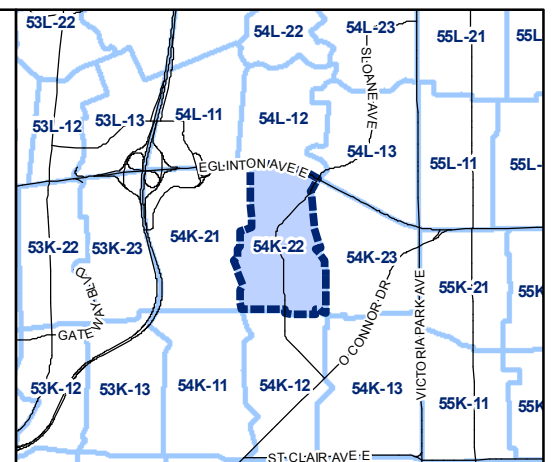 53L-22
54L-22
54L-23
55L-21
55L
SLOANE AVE
53L-12
53L-13
54L-11
54L-12
54L-13
55L-11
55L-
EGLINTON AVE E
53K-22
53K-23
54K-21
54K-22
54K-23
55K-21
55K
GATEWAY BLVD
O CONNOR DR
VICTORIA PARK AVE
53K-12
53K-13
54K-11
54K-12
54K-13
55K-11
55K
ST CLAIR AVE E